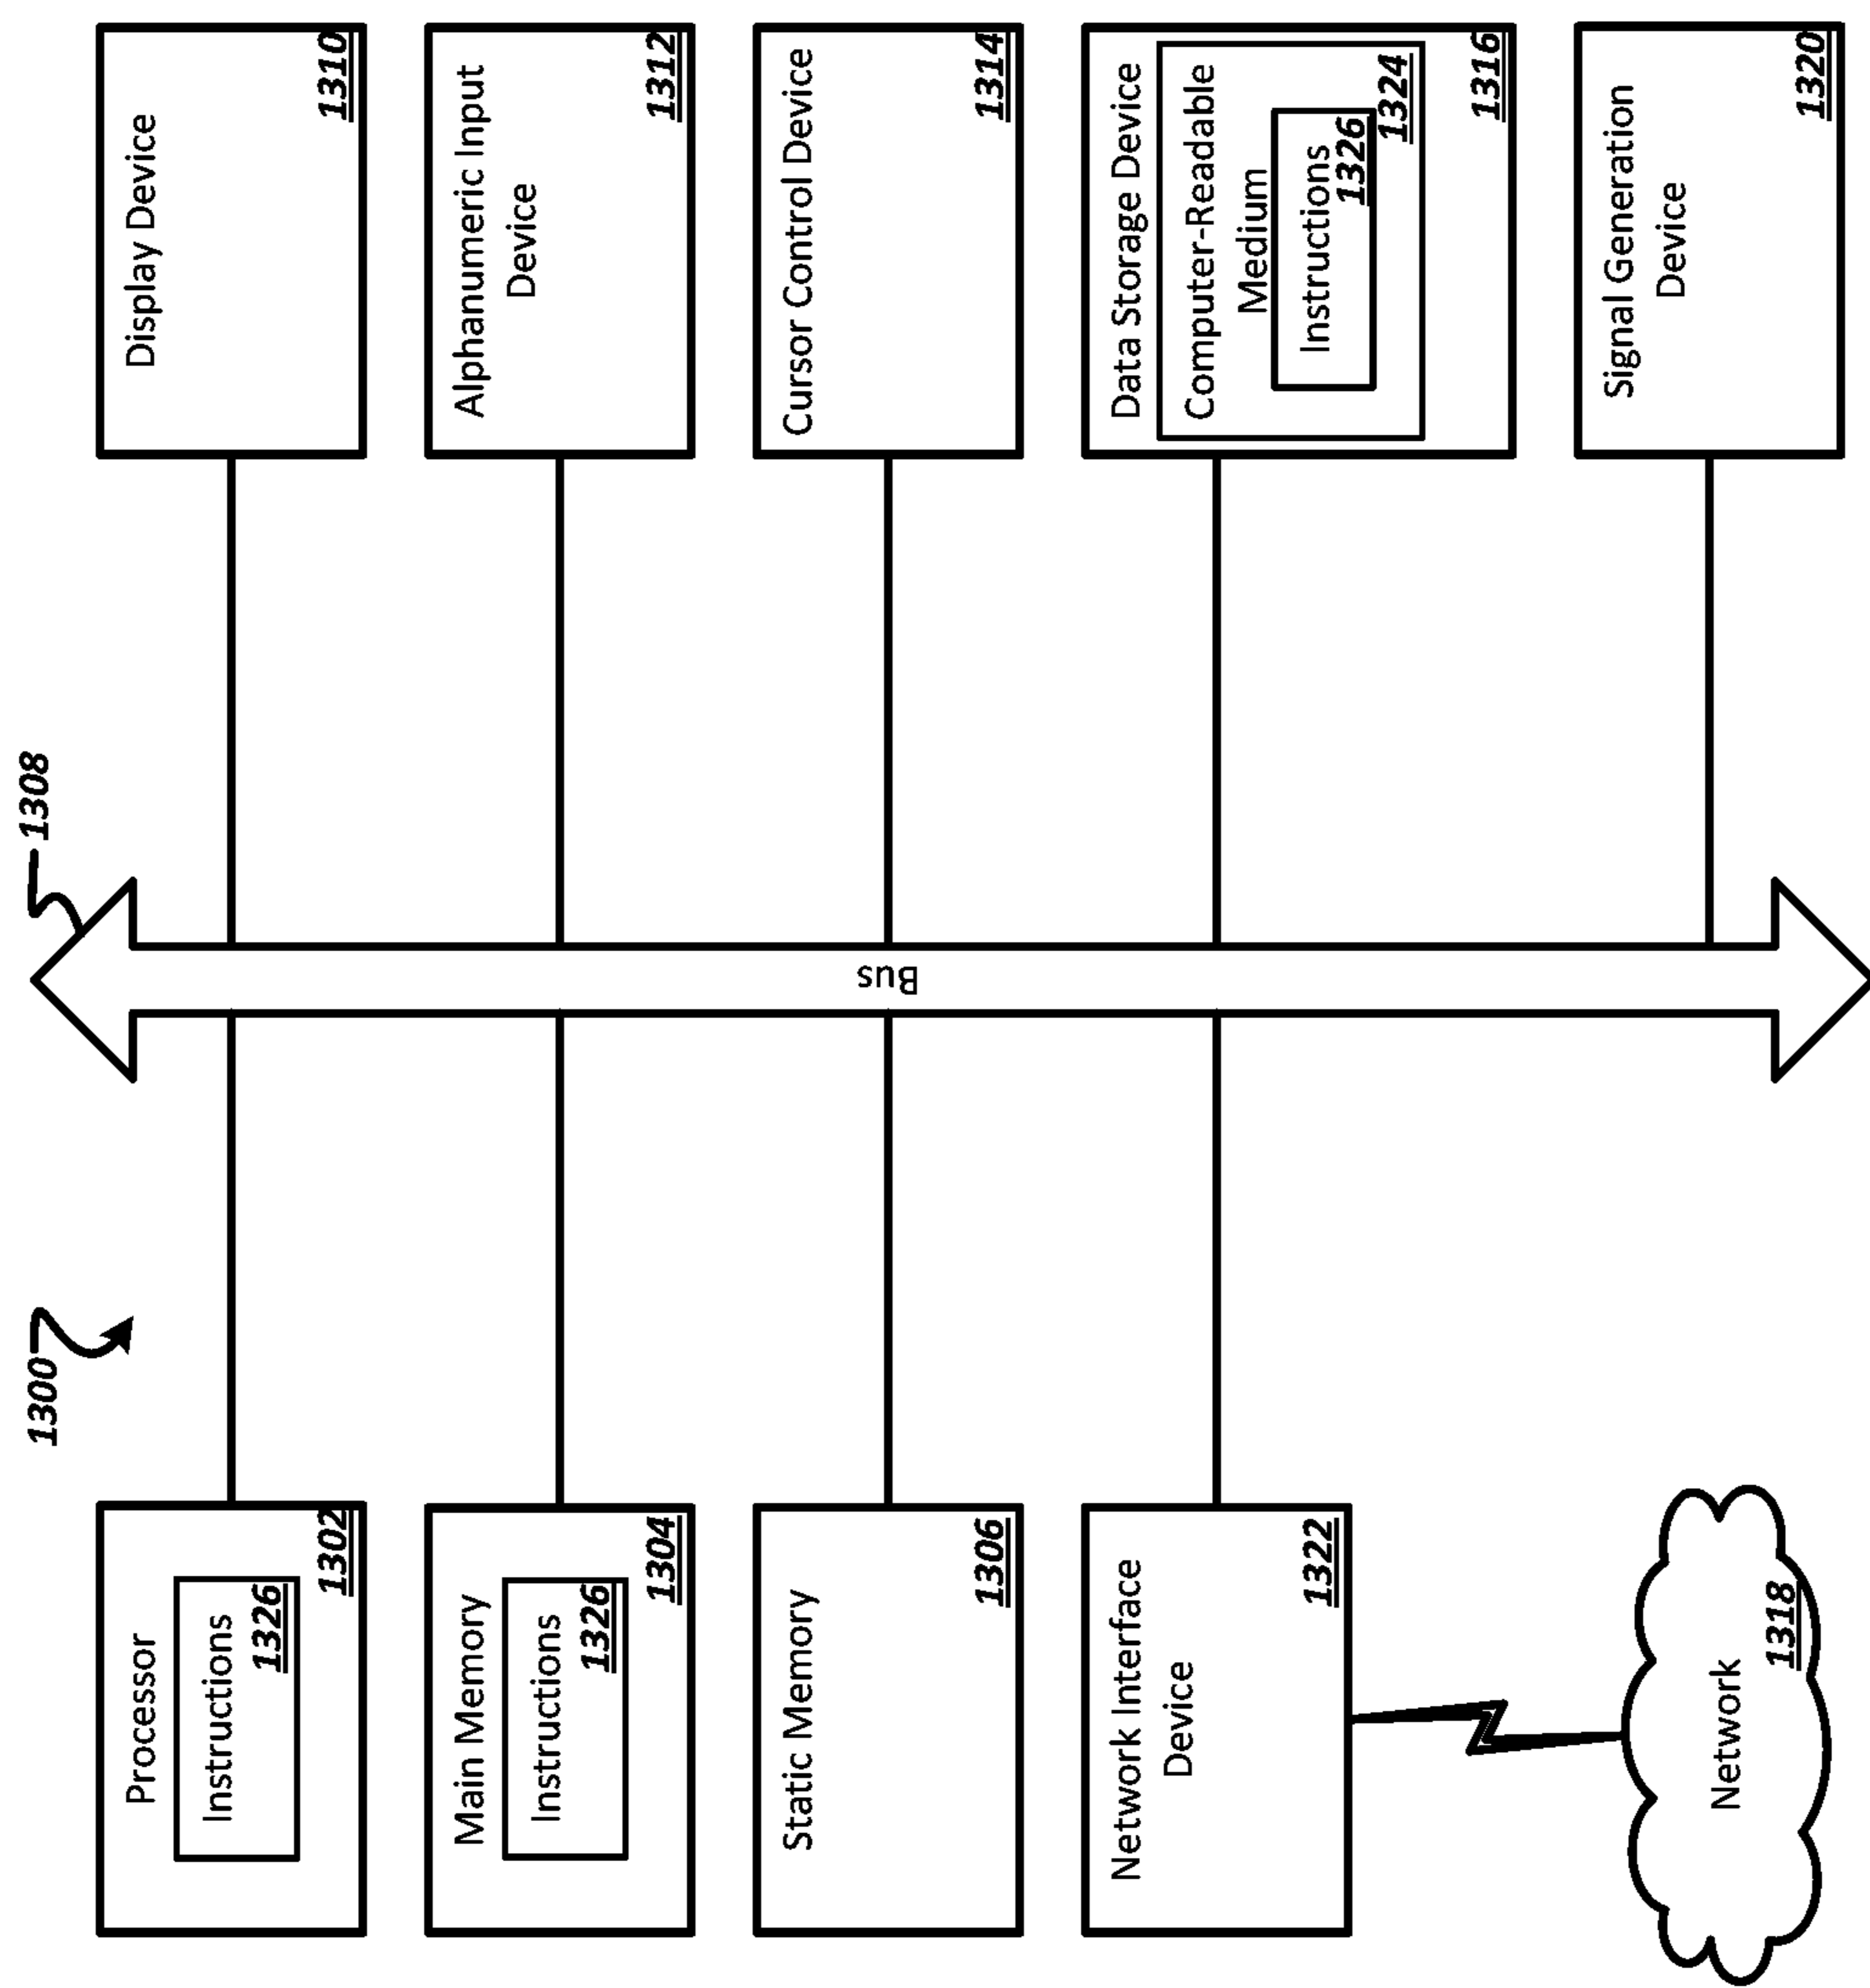 1300
1308
Processor
Instructions
1326
1302
Main Memory
Instructions
1326
1304
Static Memory
1306
Network Interface
Device
1322
Network
1318
Bus
Display Device
1310
Alphanumeric Input
Device
1312
Cursor Control Device
1314
Data Storage Device
Computer-Readable
Medium
Instructions
1326
1324
1316
Signal Generation
Device
1320